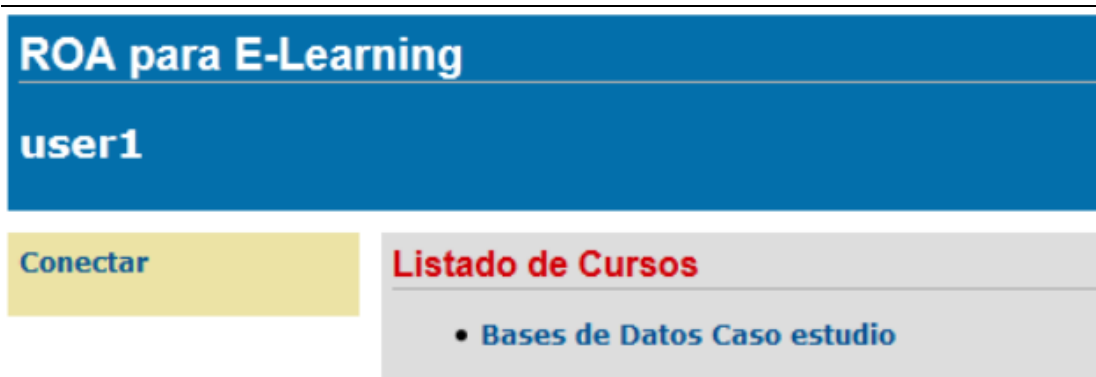 ROA para E-Learning
user1
Conectar
Listado de Cursos
• Bases de Datos Caso estudio